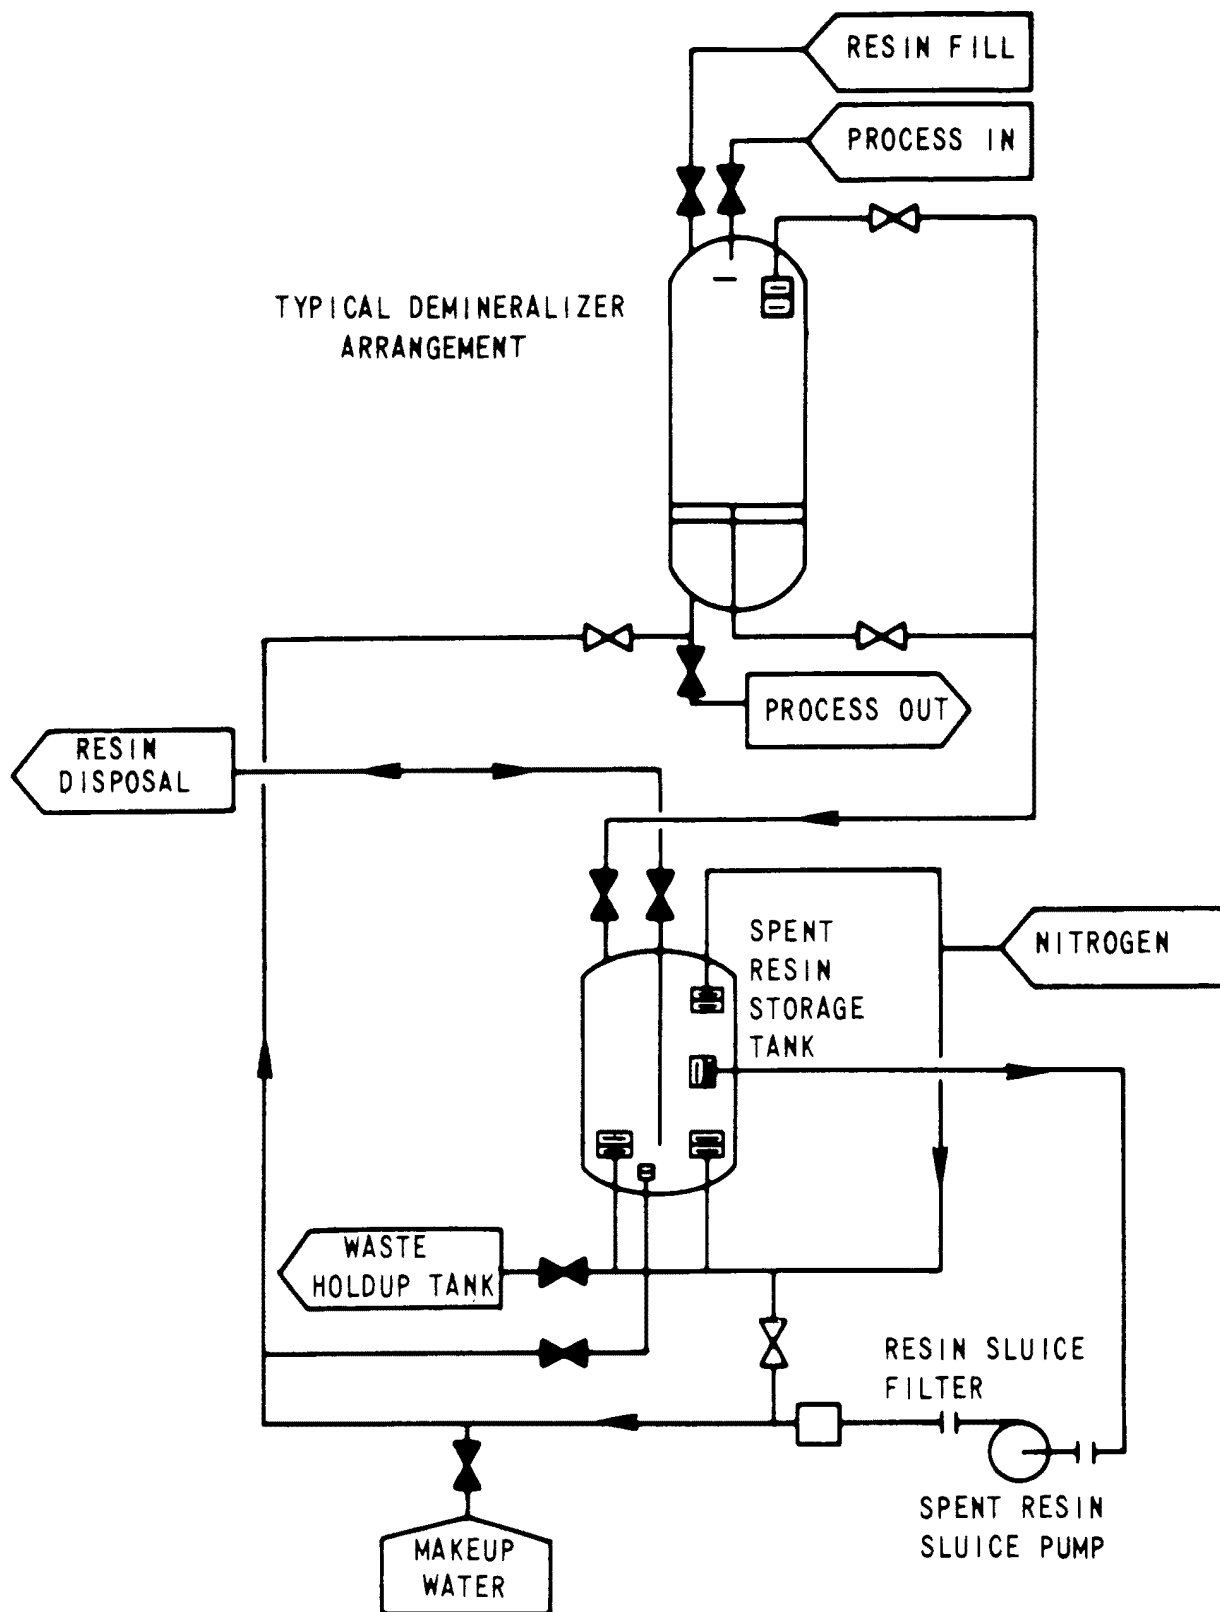 RESIN FILL
PROCESS IN
TYPICAL DEMINERALIZER
ARRANGEMENT
PROCESS OUT
RESIN
DISPOSAL
SPENT
RESIN
STORAGE
TANK
NITROGEN
WASTE
HOLDUP TANK
RESIN SLUICE
FILTER
SPENT RESIN
SLUICE PUMP
MAKEUP
WATER